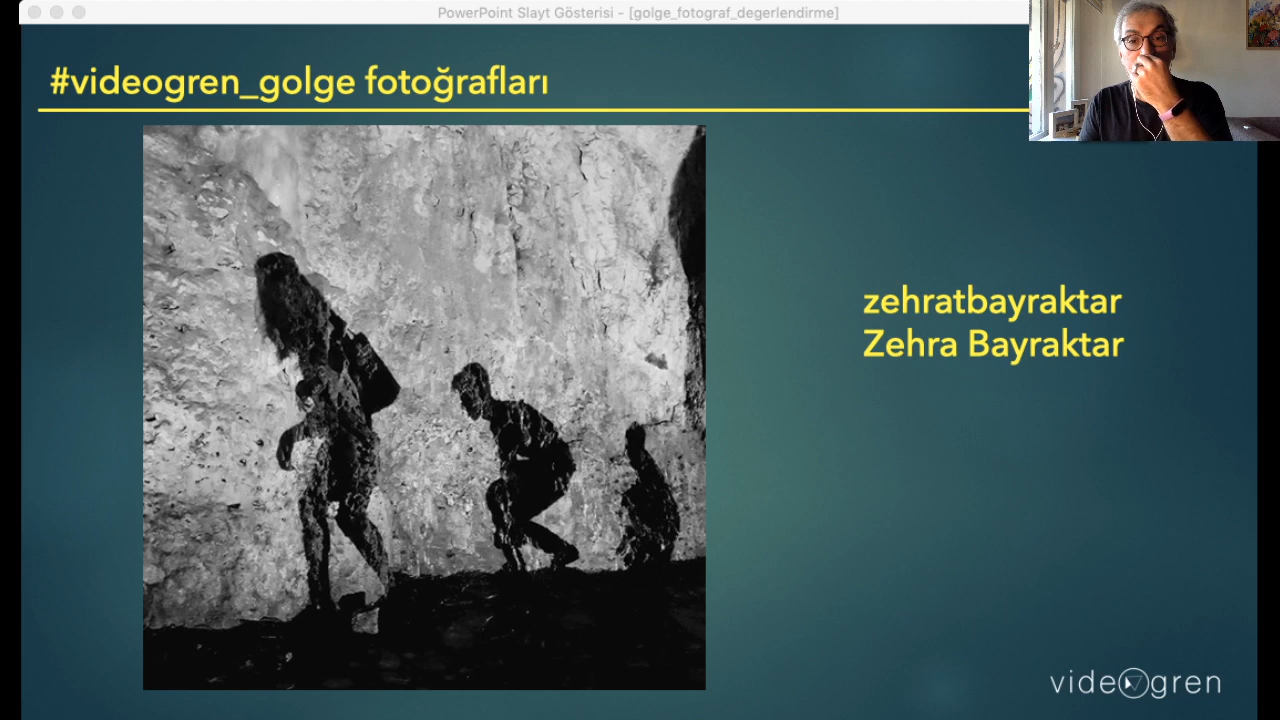 PowerPoint Slayt Gösterisi - [golge_fotograf_degerlendirme]
#videogren_golge fotoğrafları
zehratbayraktar
Zehra Bayraktar
videogren